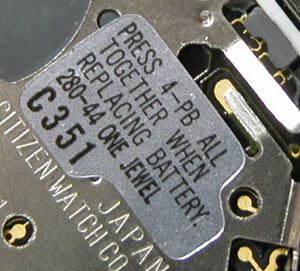 PRESS 4-PB ALL
TOGETHER WHEN
REPLACING BATTERY.
280-44 ONE JEWEL
C351
JAPAN
CITIZEN WATCH CO